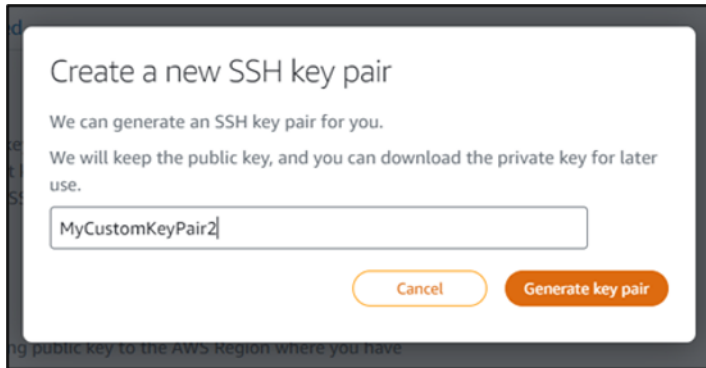 ed
Create a new SSH key pair
We can generate an SSH key pair for you.
We will keep the public key, and you can download the private key for later
use.
MyCustomKeyPair2
Cancel
Generate key pair
ng public key to the AWS Region where you have